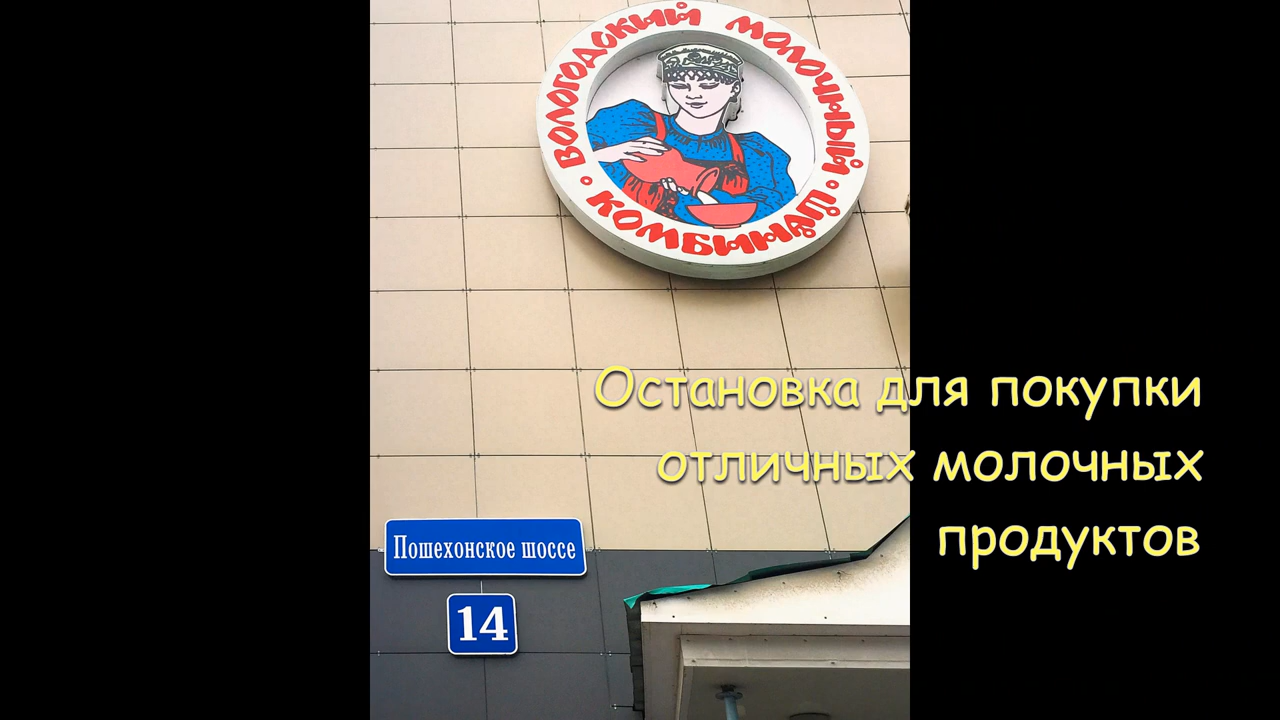 ВОЛОГОДСКИЙ МОЛОЧНЫЙ
КОМБИНАТ
Остановка для покупки
отличных молочных
продуктов
Пошехонское шоссе
14